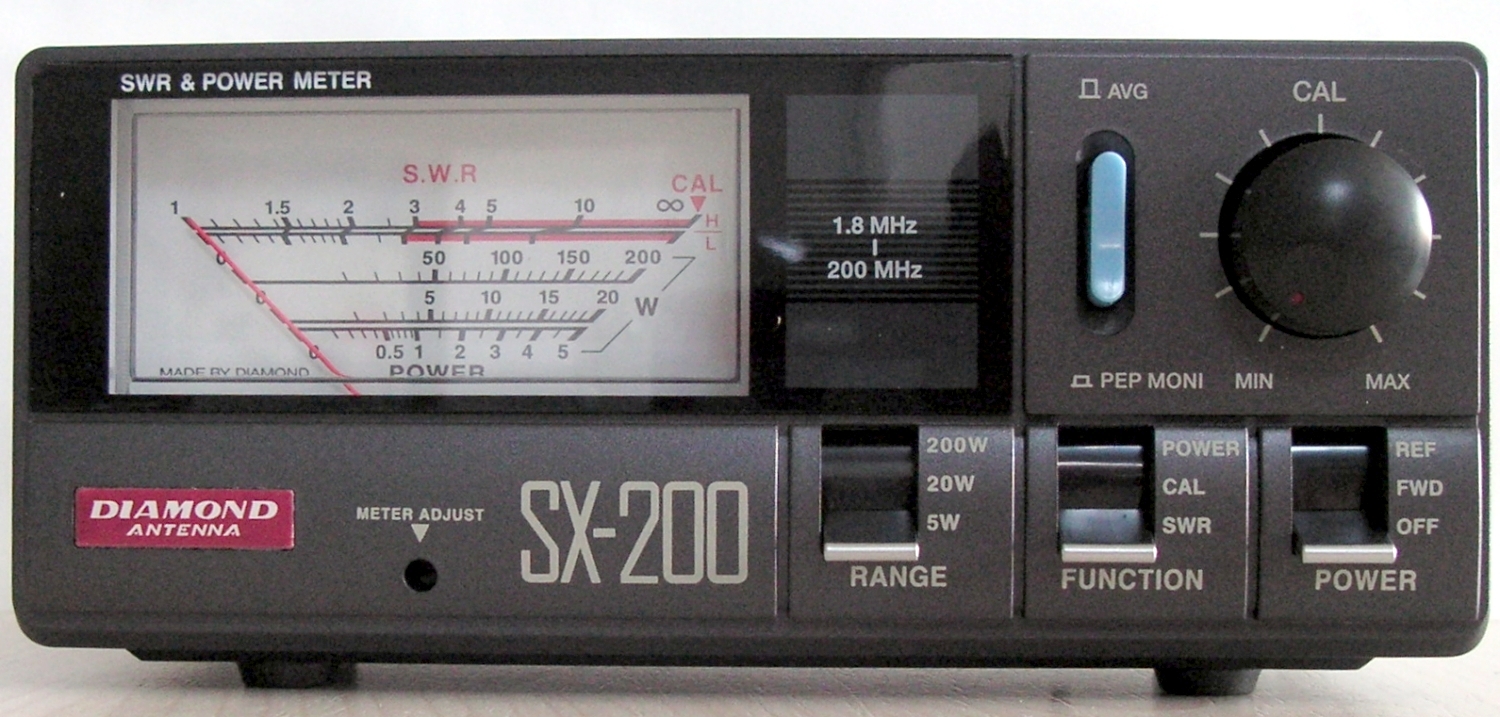 SWR & POWER METER
S.W.R
CAL
1 1.5 2 3 4 5 10 ∞
H
L
0 50 100 150 200
0 5 10 15 20
W
0 0.5 1 2 3 4 5
MADE BY DIAMOND
POWER
1.8 MHz
200 MHz
AVG
CAL
PEP MONI
MIN
MAX
DIAMOND
ANTENNA
METER ADJUST
SX-200
200W
20W
5W
RANGE
POWER
CAL
SWR
FUNCTION
REF
FWD
OFF
POWER